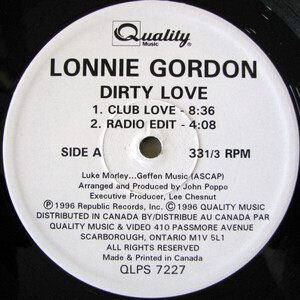 Quality
Music
LONNIE GORDON
DIRTY LOVE
1. CLUB LOVE - 8:36
2. RADIO EDIT - 4:08
SIDE A 33 1/3 RPM
Luke Morley...Geffen Music (ASCAP)
Arranged and Produced by John Poppo
Executive Producer, Lee Chesnut
℗ 1996 Republic Records, Inc. © 1996 QUALITY MUSIC
DISTRIBUTED IN CANADA BY/DISTRIBUE AU CANADA PAR
QUALITY MUSIC & VIDEO 410 PASSMORE AVENUE
SCARBOROUGH, ONTARIO M1V 5L1
ALL RIGHTS RESERVED
Made & Printed in Canada
QLPS 7227